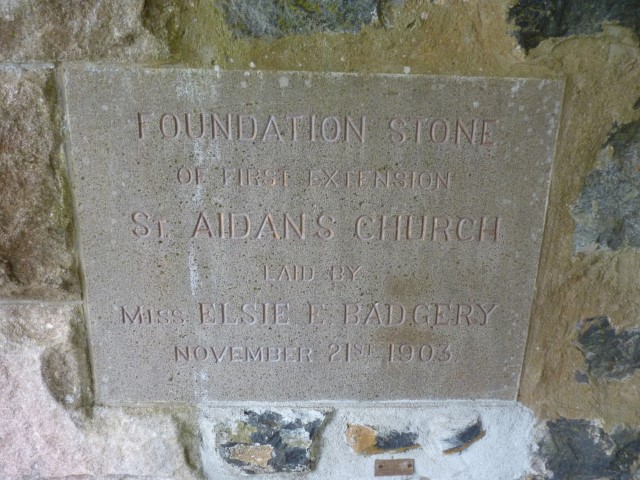 FOUNDATION STONE
OF FIRST EXTENSION
ST. AIDAN'S CHURCH
LAID BY
MISS ELSIE F. BADGERY
NOVEMBER 21ST 1903